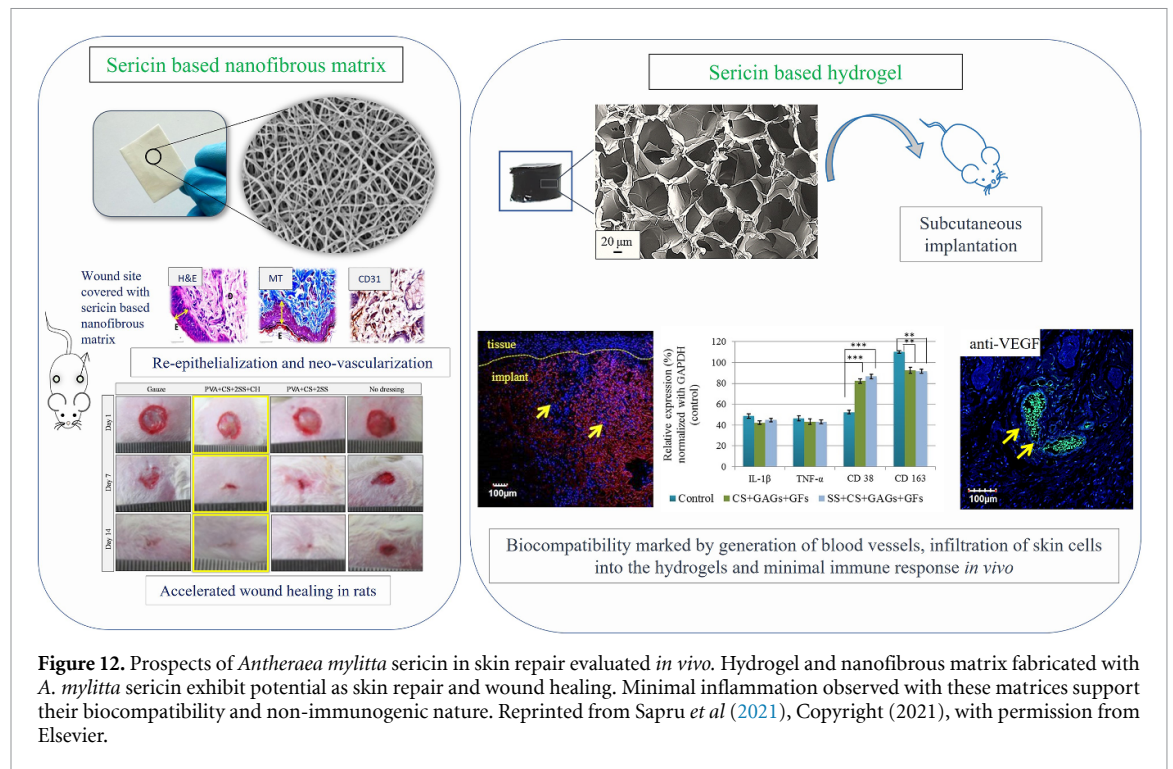 Sericin based nanofibrous matrix
Wound site
covered with
sericin based
nanofibrous
matrix
H&E
D
E
MT
E
CD31
Re-epithelialization and neo-vascularization
Gauze
PVA+CS+2SS+CH
PVA+CS+2SS
No dressing
Day 1
Day 7
Day 14
Accelerated wound healing in rats
Sericin based hydrogel
20 μm
Subcutaneous
implantation
tissue
implant
100μm
Relative expression (%)
normalized with GAPDH
(control)
120
100
80
60
40
20
0
***
***
**
**
IL-1β
TNF-α
CD 38
CD 163
Control
CS+GAGs+GFs
SS+CS+GAGs+GFs
anti-VEGF
100μm
Biocompatibility marked by generation of blood vessels, infiltration of skin cells
into the hydrogels and minimal immune response in vivo
Figure 12. Prospects of Antheraea mylitta sericin in skin repair evaluated in vivo. Hydrogel and nanofibrous matrix fabricated with
A. mylitta sericin exhibit potential as skin repair and wound healing. Minimal inflammation observed with these matrices support
their biocompatibility and non-immunogenic nature. Reprinted from Sapru et al (2021), Copyright (2021), with permission from
Elsevier.